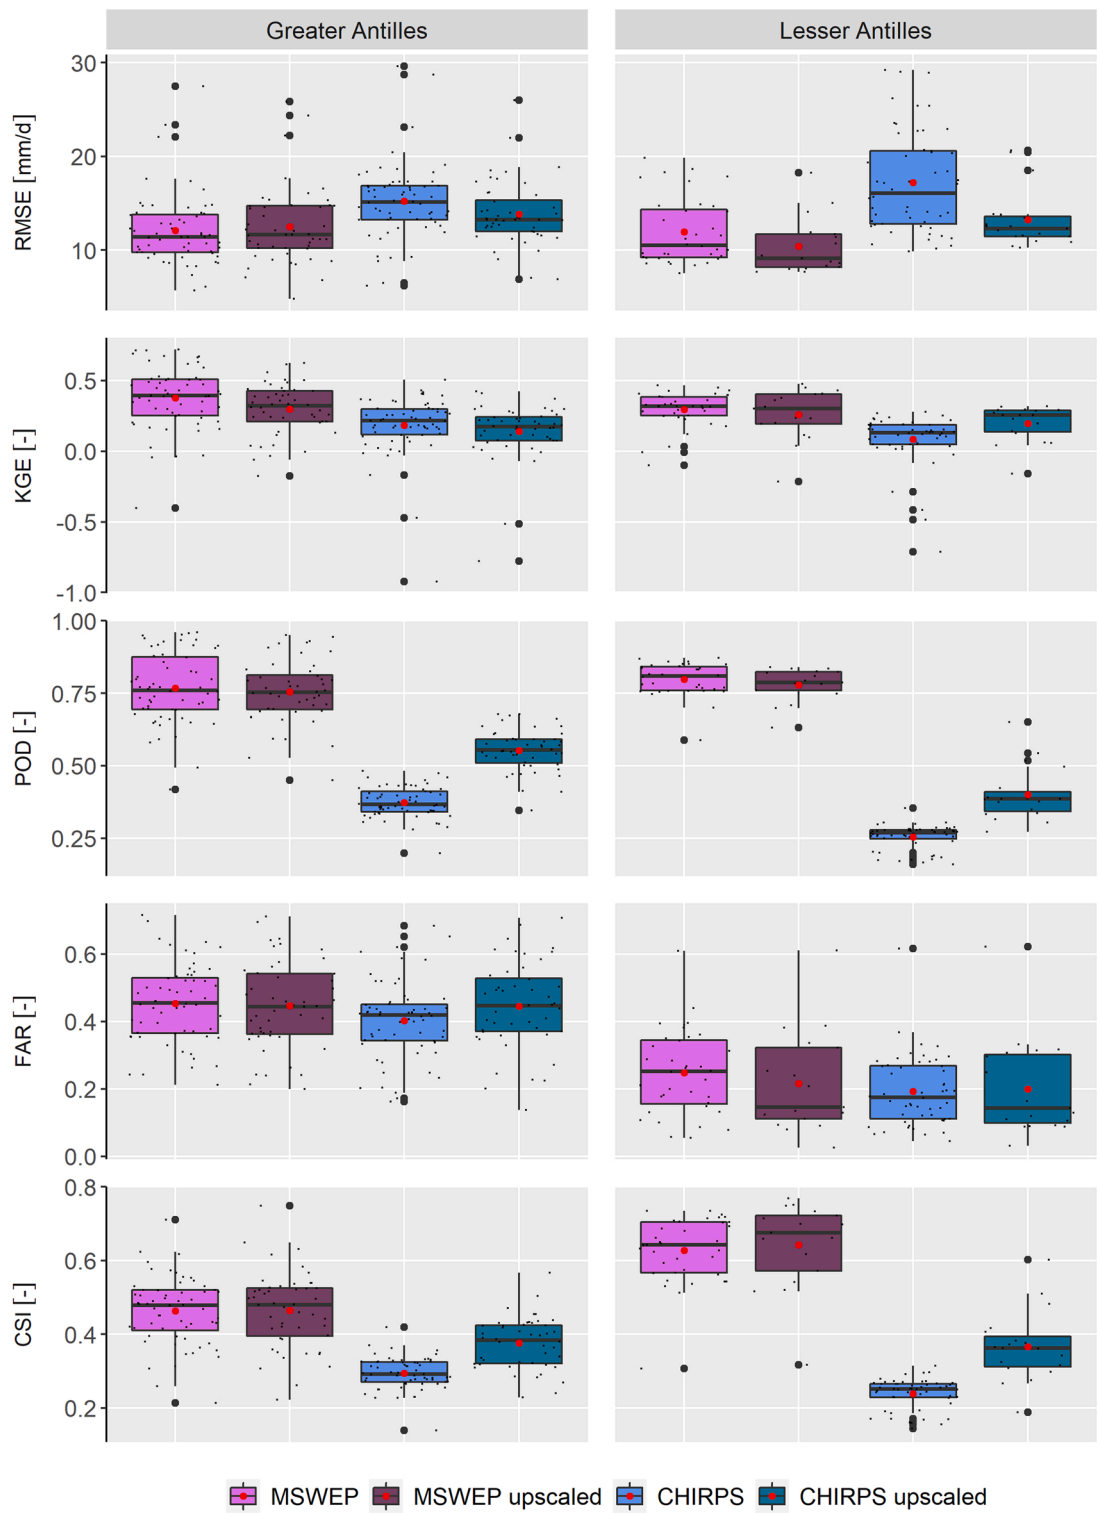 Greater Antilles
Lesser Antilles
RMSE [mm/d]
30
20
10
KGE [-]
0.5
0.0
-0.5
-1.0
POD [-]
1.00
0.75
0.50
0.25
FAR [-]
0.6
0.4
0.2
0.0
CSI [-]
0.8
0.6
0.4
0.2
MSWEP
MSWEP upscaled
CHIRPS
CHIRPS upscaled